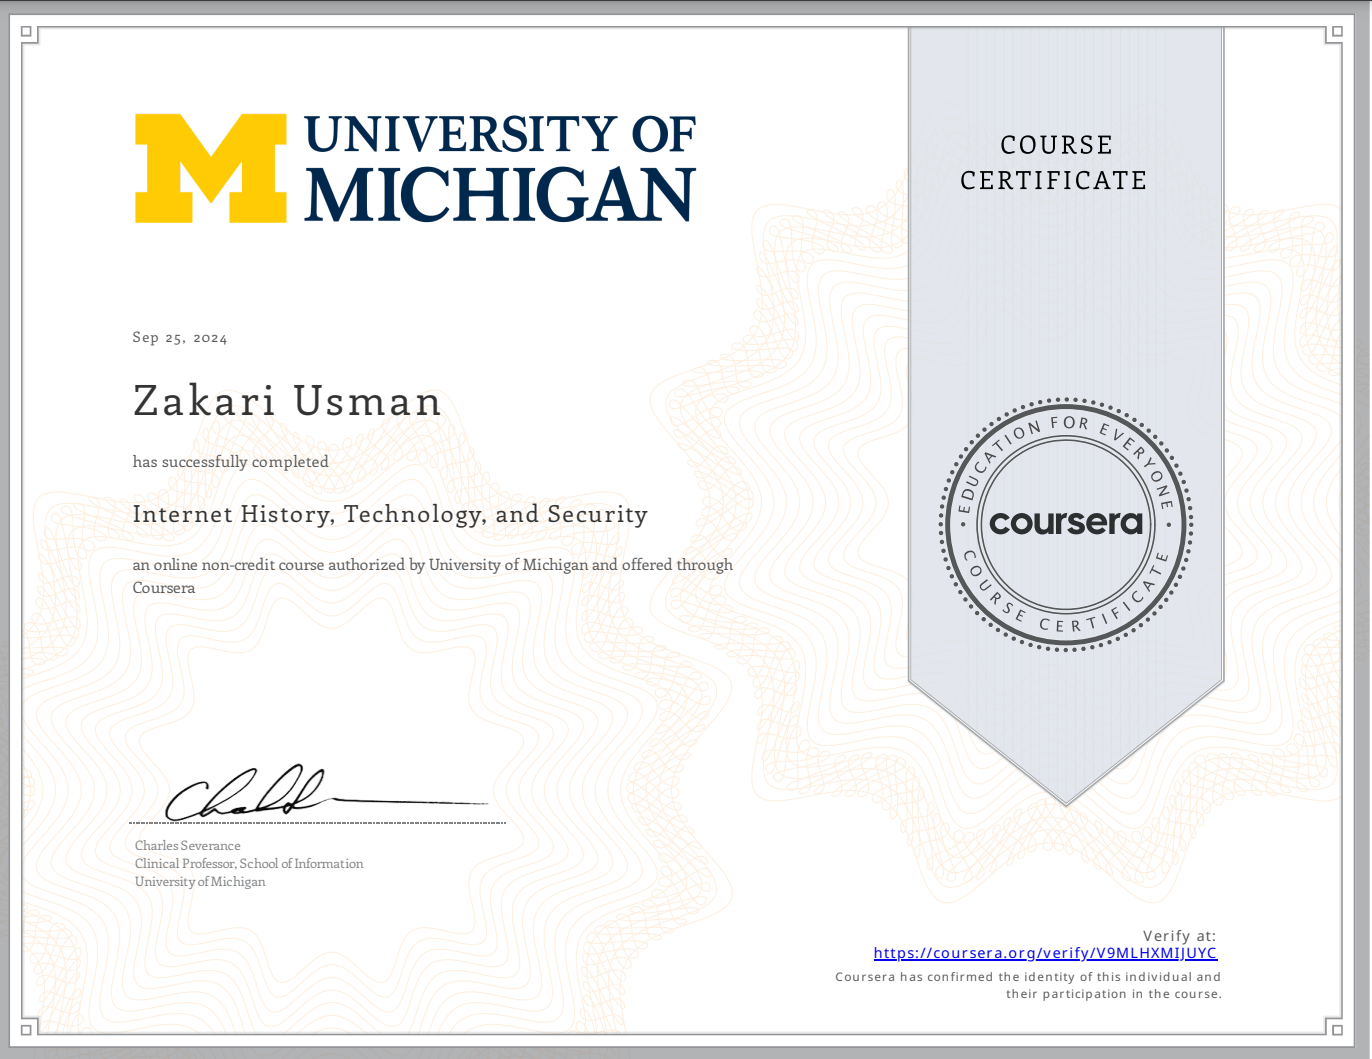 UNIVERSITY OF
MICHIGAN
COURSE
CERTIFICATE
Sep 25, 2024
Zakari Usman
has successfully completed
Internet History, Technology, and Security
an online non-credit course authorized by University of Michigan and offered through
Coursera
EDUCATION FOR EVERYONE
coursera
COURSE CERTIFICATE
Charles Severance
Clinical Professor, School of Information
University of Michigan
Verify at:
https://coursera.org/verify/V9MLHXMIJUYC
Coursera has confirmed the identity of this individual and
their participation in the course.